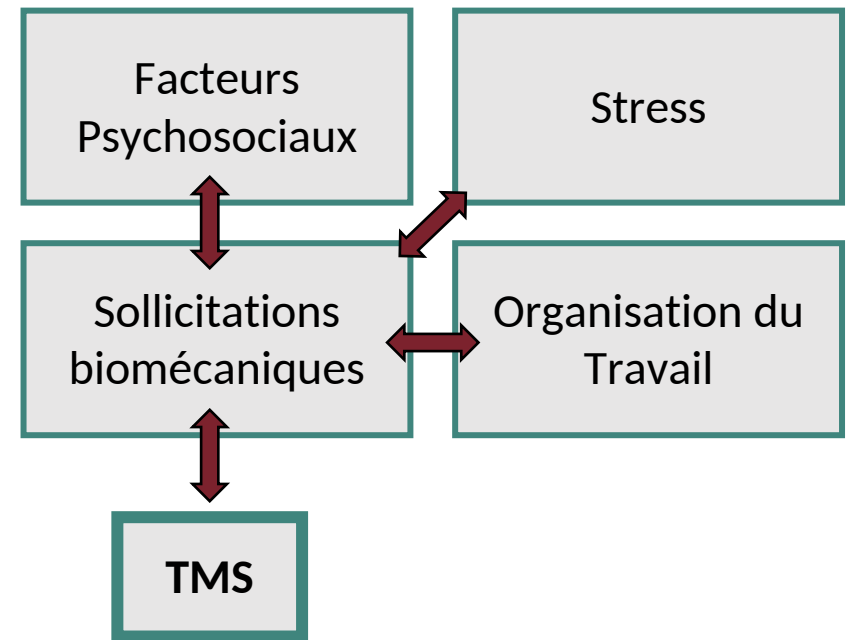 Facteurs
Psychosociaux
Stress
Sollicitations
biomécaniques
Organisation du
Travail
TMS